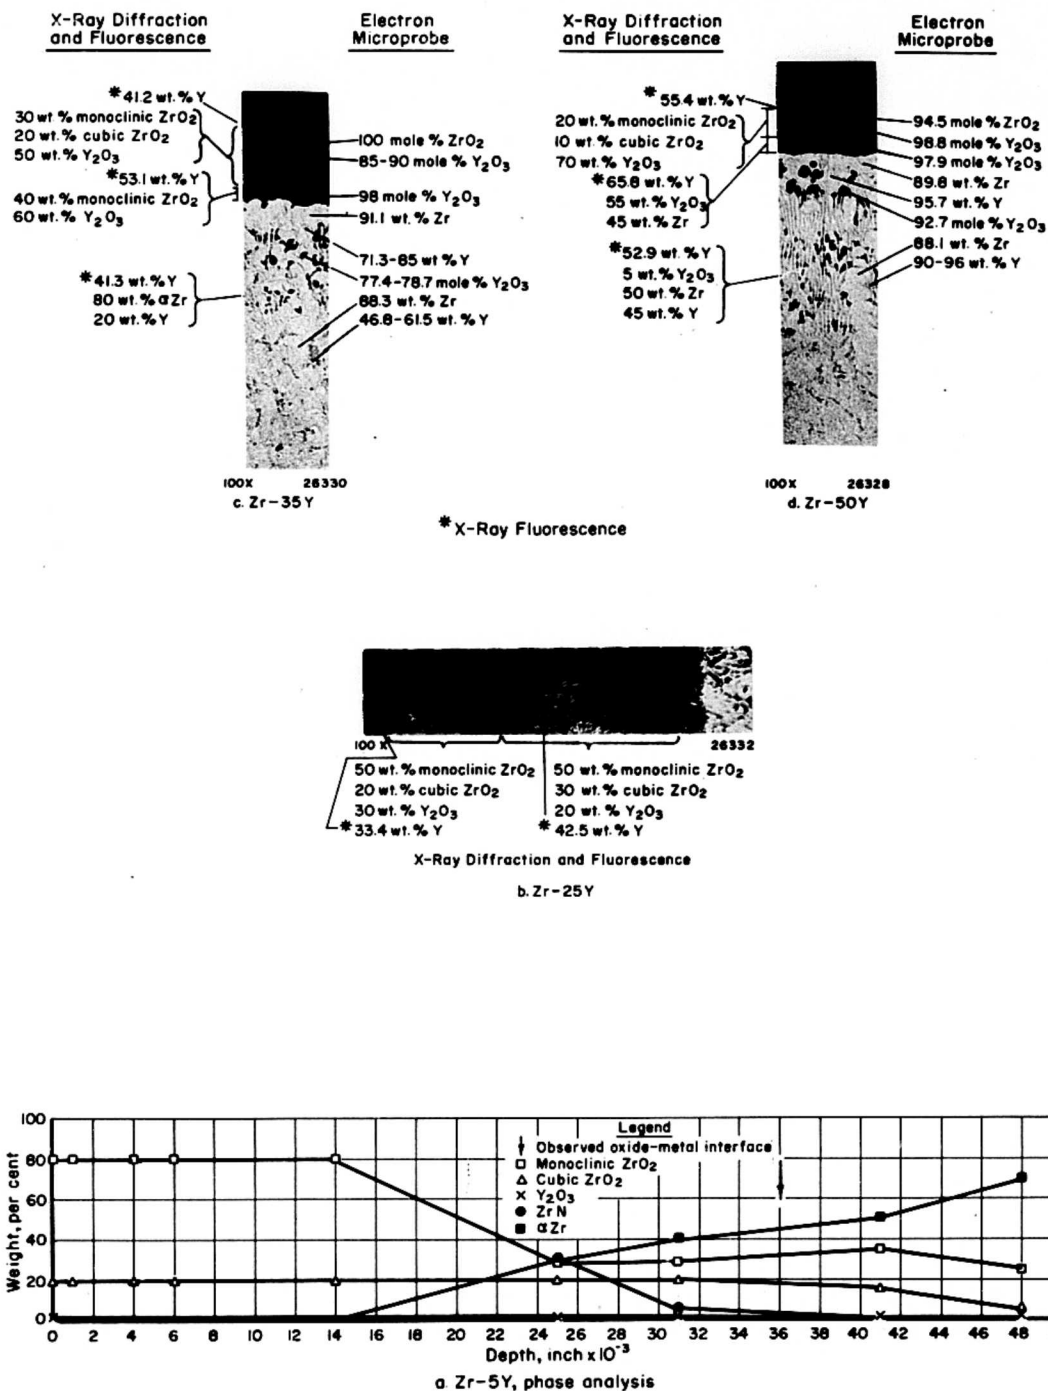 X-Ray Diffraction
and Fluorescence
Electron
Microprobe
*41.2 wt.% Y
30 wt.% monoclinic ZrO2
20 wt.% cubic ZrO2
50 wt.% Y2O3
*53.1 wt.% Y
40 wt.% monoclinic ZrO2
60 wt.% Y2O3
*41.3 wt.% Y
80 wt.% αZr
20 wt.% Y
100 mole % ZrO2
85-90 mole % Y2O3
98 mole % Y2O3
91.1 wt.% Zr
71.3-85 wt % Y
77.4-78.7 mole % Y2O3
88.3 wt.% Zr
46.8-61.5 wt.% Y
100X 26330
c. Zr-35Y
X-Ray Diffraction
and Fluorescence
Electron
Microprobe
*55.4 wt.% Y
20 wt.% monoclinic ZrO2
10 wt.% cubic ZrO2
70 wt.% Y2O3
*65.8 wt.% Y
55 wt.% Y2O3
45 wt.% Zr
*52.9 wt.% Y
5 wt.% Y2O3
50 wt.% Zr
45 wt.% Y
94.5 mole % ZrO2
98.8 mole % Y2O3
97.9 mole % Y2O3
89.8 wt.% Zr
95.7 wt.% Y
92.7 mole % Y2O3
88.1 wt.% Zr
90-96 wt.% Y
100X 26328
d. Zr-50Y
*X-Ray Fluorescence
100 X 26332
50 wt.% monoclinic ZrO2
20 wt.% cubic ZrO2
30 wt.% Y2O3
*33.4 wt.% Y
50 wt.% monoclinic ZrO2
30 wt.% cubic ZrO2
20 wt.% Y2O3
*42.5 wt.% Y
X-Ray Diffraction and Fluorescence
b. Zr-25Y
Weight, per cent
100
80
60
40
20
0
Legend
Observed oxide-metal interface
Monoclinic ZrO2
Cubic ZrO2
Y2O3
ZrN
αZr
0 2 4 6 8 10 12 14 16 18 20 22 24 26 28 30 32 34 36 38 40 42 44 46 48
Depth, inch x 10-3
a. Zr-5Y, phase analysis